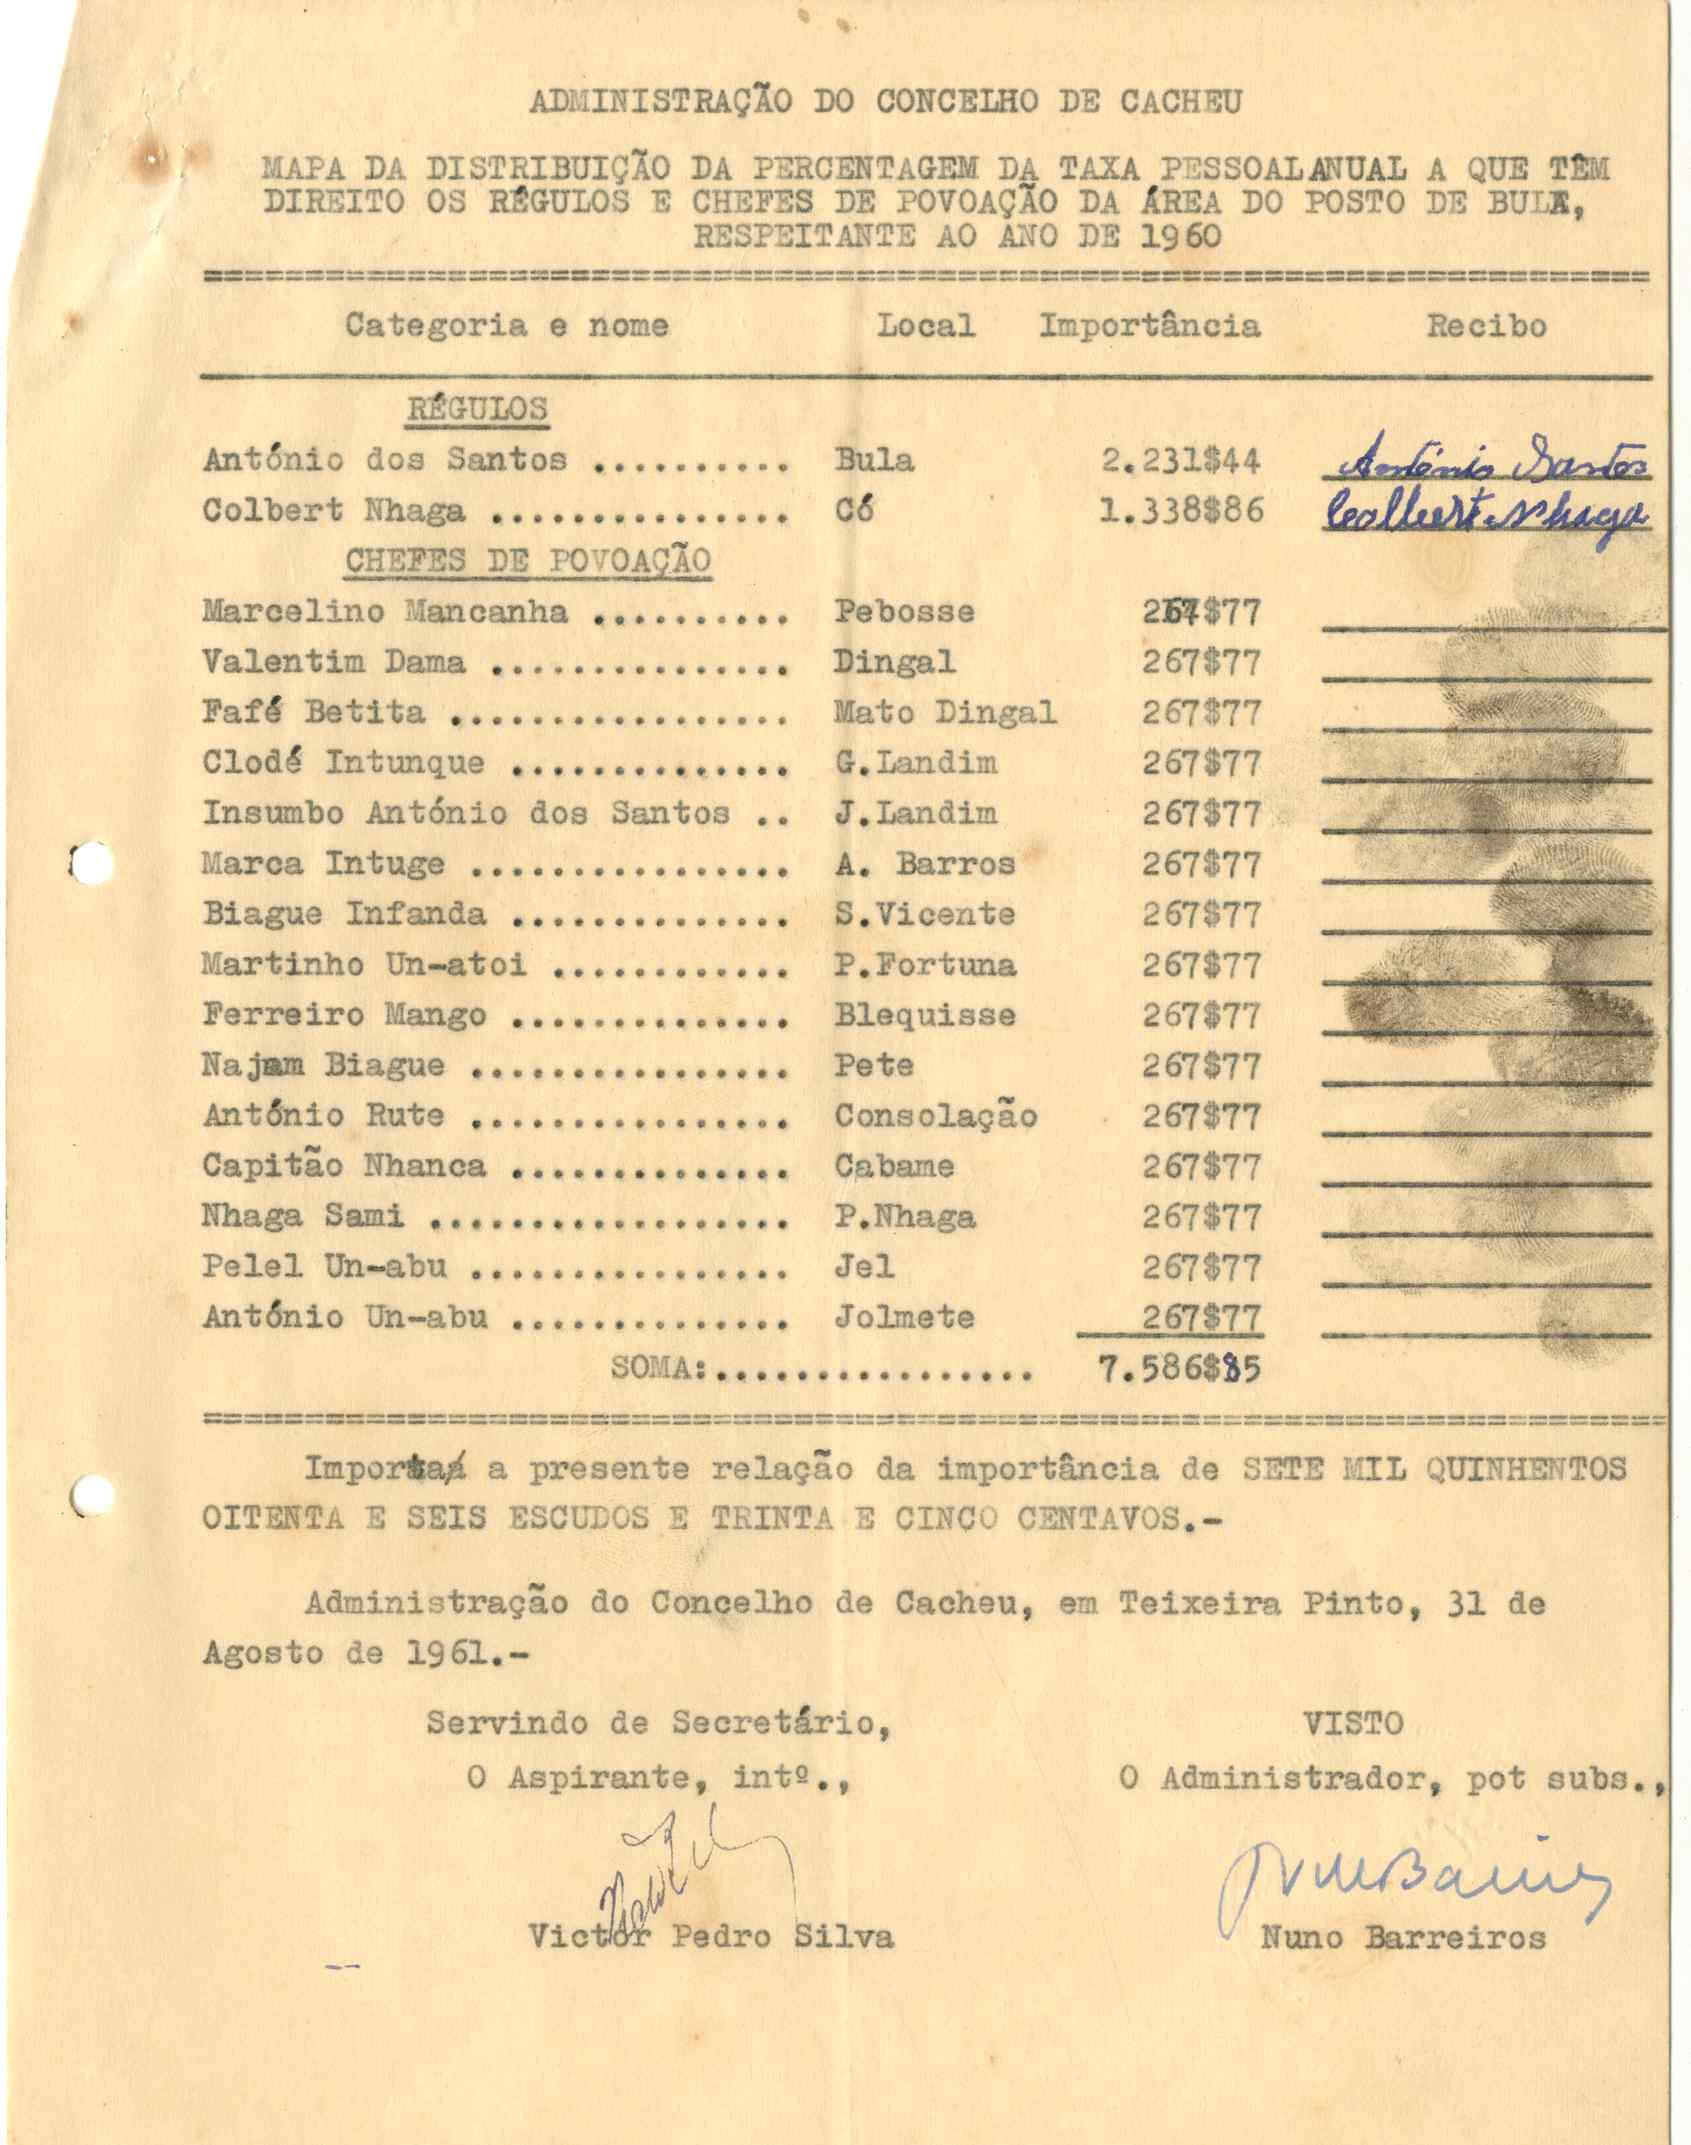 ADMINISTRAÇÃO DO CONCELHO DE CACHEU
MAPA DA DISTRIBUIÇÃO DA PERCENTAGEM DA TAXA PESSOALANUAL A QUE TÊM
DIREITO OS RÉGULOS E CHEFES DE POVOAÇÃO DA ÁREA DO POSTO DE BULA,
RESPEITANTE AO ANO DE 1960
Categoria e nome Local Importância Recibo
RÉGULOS
António dos Santos .......... Bula 2.231$44 António Santos
Colbert Nhaga ............... Có 1.338$86 Colbert Nhaga
CHEFES DE POVOAÇÃO
Marcelino Mancanha .......... Pebosse 267$77
Valentim Dama ............... Dingal 267$77
Fafé Betita ................. Mato Dingal 267$77
Clodé Intunque .............. G.Landim 267$77
Insumbo António dos Santos .. J.Landim 267$77
Marca Intuge ................ A. Barros 267$77
Biague Infanda .............. S.Vicente 267$77
Martinho Un-atoi ............ P.Fortuna 267$77
Ferreiro Mango .............. Blequisse 267$77
Najam Biague ................ Pete 267$77
António Rute ................ Consolação 267$77
Capitão Nhanca .............. Cabame 267$77
Nhaga Sami .................. P.Nhaga 267$77
Pelel Un-abu ................ Jel 267$77
António Un-abu .............. Jolmete 267$77
SOMA:................ 7.586$85
Importa a presente relação da importância de SETE MIL QUINHENTOS
OITENTA E SEIS ESCUDOS E TRINTA E CINCO CENTAVOS.-
Administração do Concelho de Cacheu, em Teixeira Pinto, 31 de
Agosto de 1961.-
Servindo de Secretário, VISTO
O Aspirante, intº., O Administrador, pot subs.,
Victor Pedro Silva Nuno Barreiros